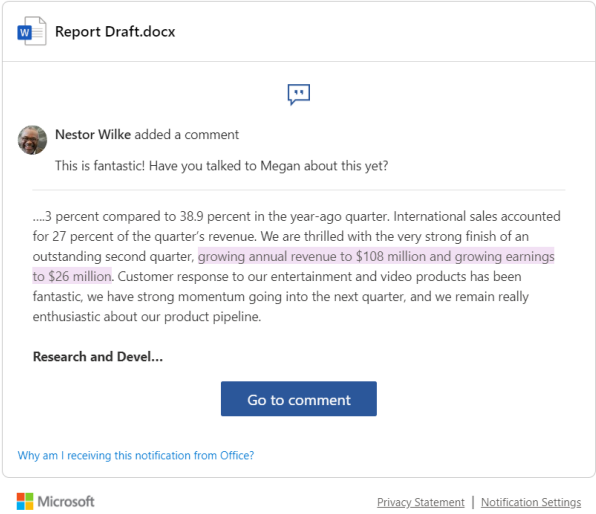 Report Draft.docx
Nestor Wilke added a comment
This is fantastic! Have you talked to Megan about this yet?
....3 percent compared to 38.9 percent in the year-ago quarter. International sales accounted
for 27 percent of the quarter's revenue. We are thrilled with the very strong finish of an
outstanding second quarter, growing annual revenue to $108 million and growing earnings
to $26 million. Customer response to our entertainment and video products has been
fantastic, we have strong momentum going into the next quarter, and we remain really
enthusiastic about our product pipeline.
Research and Devel...
Go to comment
Why am I receiving this notification from Office?
Microsoft
Privacy Statement | Notification Settings